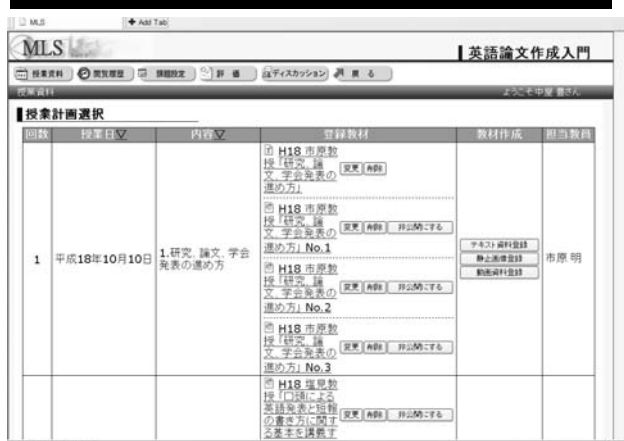 MLS
Add Tab
MLS
英語論文作成入門
授業資料
閲覧履歴
課題設定
評 価
ディスカッション
戻 る
授業資料
ようこそ中屋 豊さん
授業計画選択
回数
授業日▽
内容▽
登録教材
教材作成
担当教員
1
平成18年10月10日
1.研究, 論文, 学会
発表の進め方
H18 市原教
授「研究, 論
文, 学会発表の
進め方」
変更 削除
H18 市原教
授「研究, 論
文, 学会発表の
進め方」No.1
変更 削除 非公開にする
H18 市原教
授「研究, 論
文, 学会発表の
進め方」No.2
変更 削除 非公開にする
H18 市原教
授「研究, 論
文, 学会発表の
進め方」No.3
変更 削除 非公開にする
テキスト資料登録
静止画像登録
動画資料登録
市原 明
H18 塩見教
授「口頭による
英語発表と短報
の書き方に関す
る基本を講義す
変更 削除 非公開にする